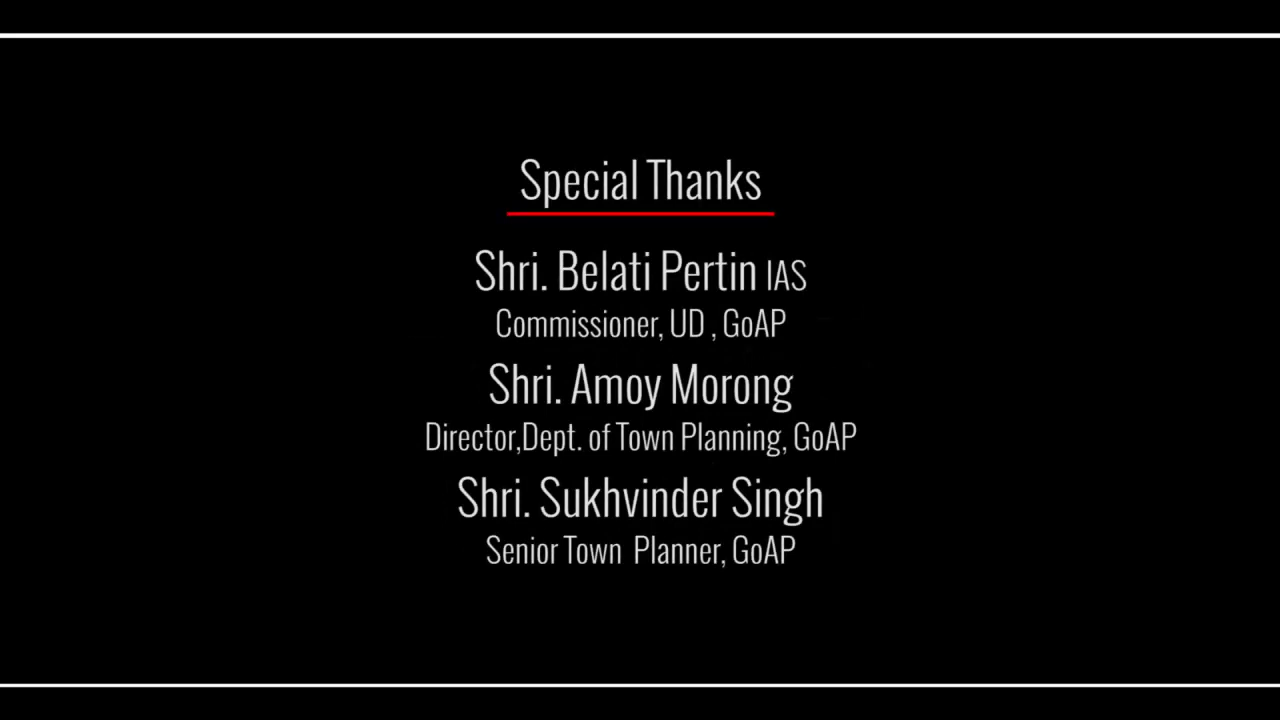 Special Thanks
Shri. Belati Pertin IAS
Commissioner, UD , GoAP
Shri. Amoy Morong
Director,Dept. of Town Planning, GoAP
Shri. Sukhvinder Singh
Senior Town  Planner, GoAP